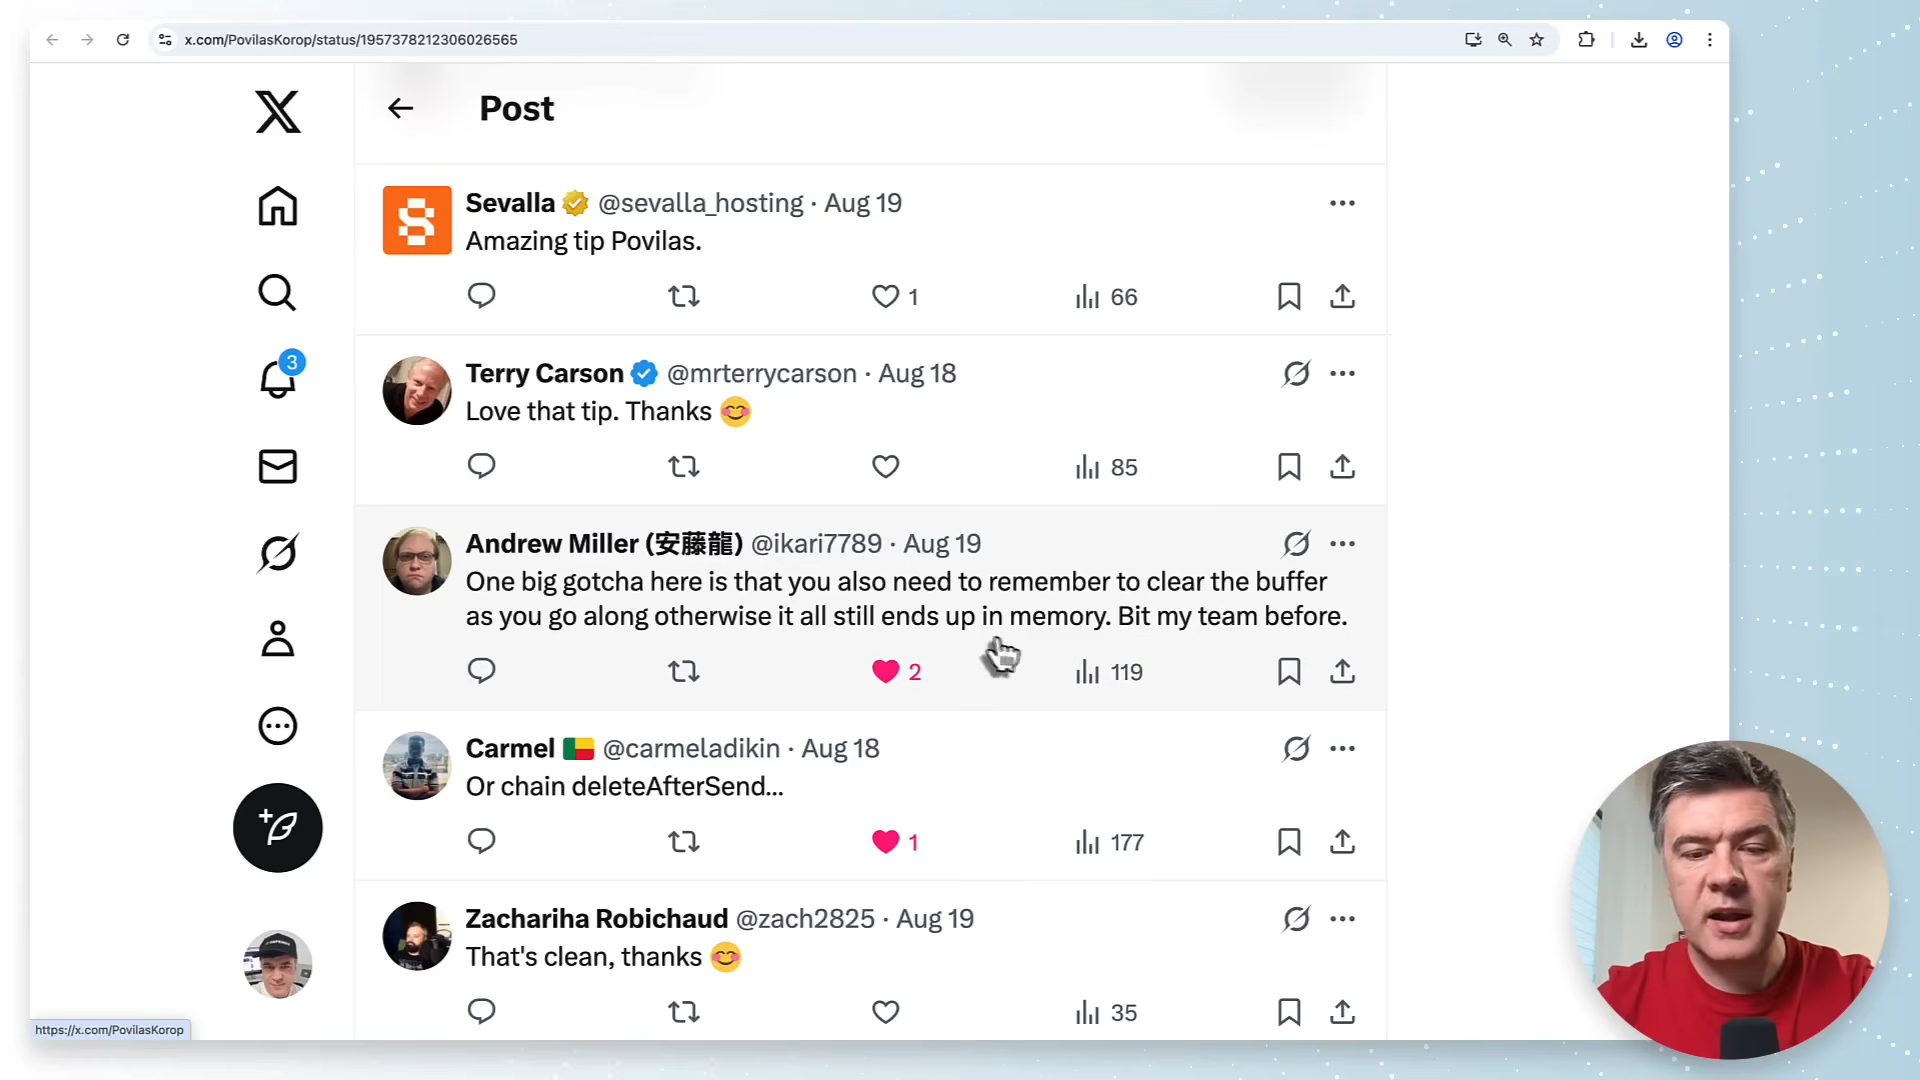 x.com/PovilasKorop/status/1957378212306026565
Post
Sevalla @sevalla_hosting · Aug 19
Amazing tip Povilas.
1
66
3
Terry Carson @mrterrycarson · Aug 18
Love that tip. Thanks 😊
85
Andrew Miller (安藤龍) @ikari7789 · Aug 19
One big gotcha here is that you also need to remember to clear the buffer
as you go along otherwise it all still ends up in memory. Bit my team before.
2
119
Carmel 🇧🇯 @carmeladikin · Aug 18
Or chain deleteAfterSend...
1
177
Zachariha Robichaud @zach2825 · Aug 19
That's clean, thanks 😊
35
https://x.com/PovilasKorop